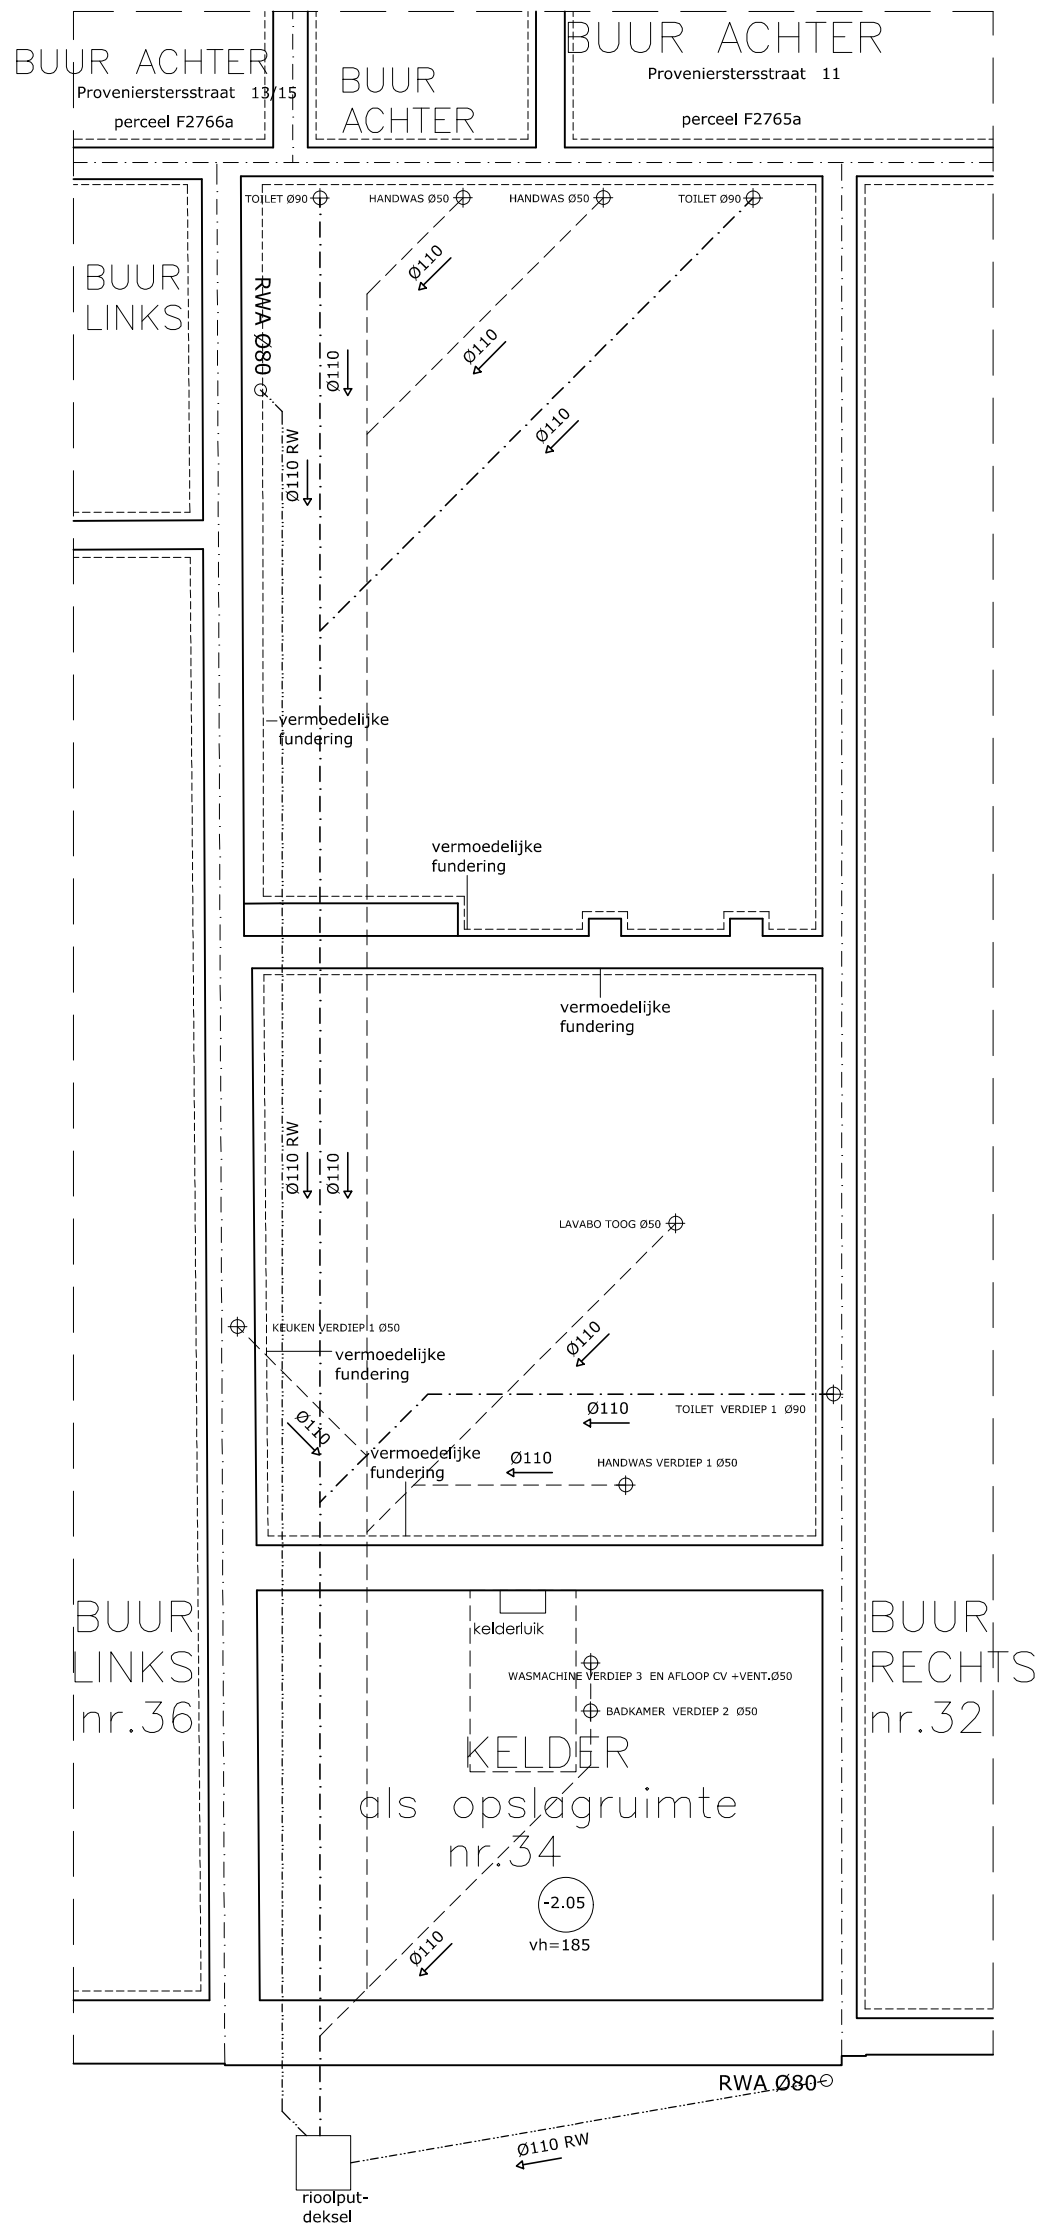 BUUR ACHTER
Provenierstersstraat 13/15
perceel F2766a
BUUR
ACHTER
BUUR ACHTER
Provenierstersstraat 11
perceel F2765a
TOILET Ø90
HANDWAS Ø50
HANDWAS Ø50
TOILET Ø90
BUUR
LINKS
RWA Ø80
Ø110
Ø110
Ø110
Ø110
Ø110 RW
vermoedelijke
fundering
vermoedelijke
fundering
vermoedelijke
fundering
Ø110 RW
Ø110
LAVABO TOOG Ø50
KEUKEN VERDIEP 1 Ø50
Ø110
vermoedelijke
fundering
Ø110
TOILET VERDIEP 1 Ø90
Ø110
vermoedelijke
fundering
Ø110
HANDWAS VERDIEP 1 Ø50
BUUR
LINKS
nr.36
kelderluik
WASMACHINE VERDIEP 3 EN AFLOOP CV +VENT.Ø50
BADKAMER VERDIEP 2 Ø50
KELDER
als opslagruimte
nr.34
-2.05
vh=185
Ø110
BUUR
RECHTS
nr.32
RWA Ø80
Ø110 RW
rioolput-
deksel